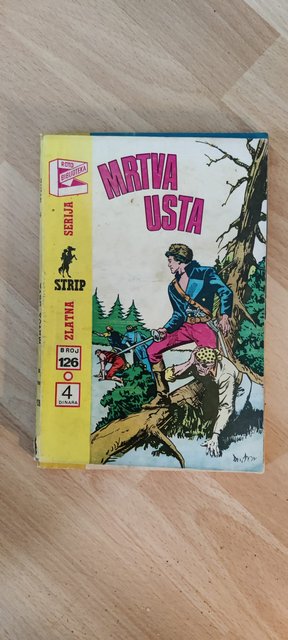 ROTO
BIBLIOTEKA
MRTVA
USTA
ZLATNA SERIJA
STRIP
BROJ
126
4
DINARA